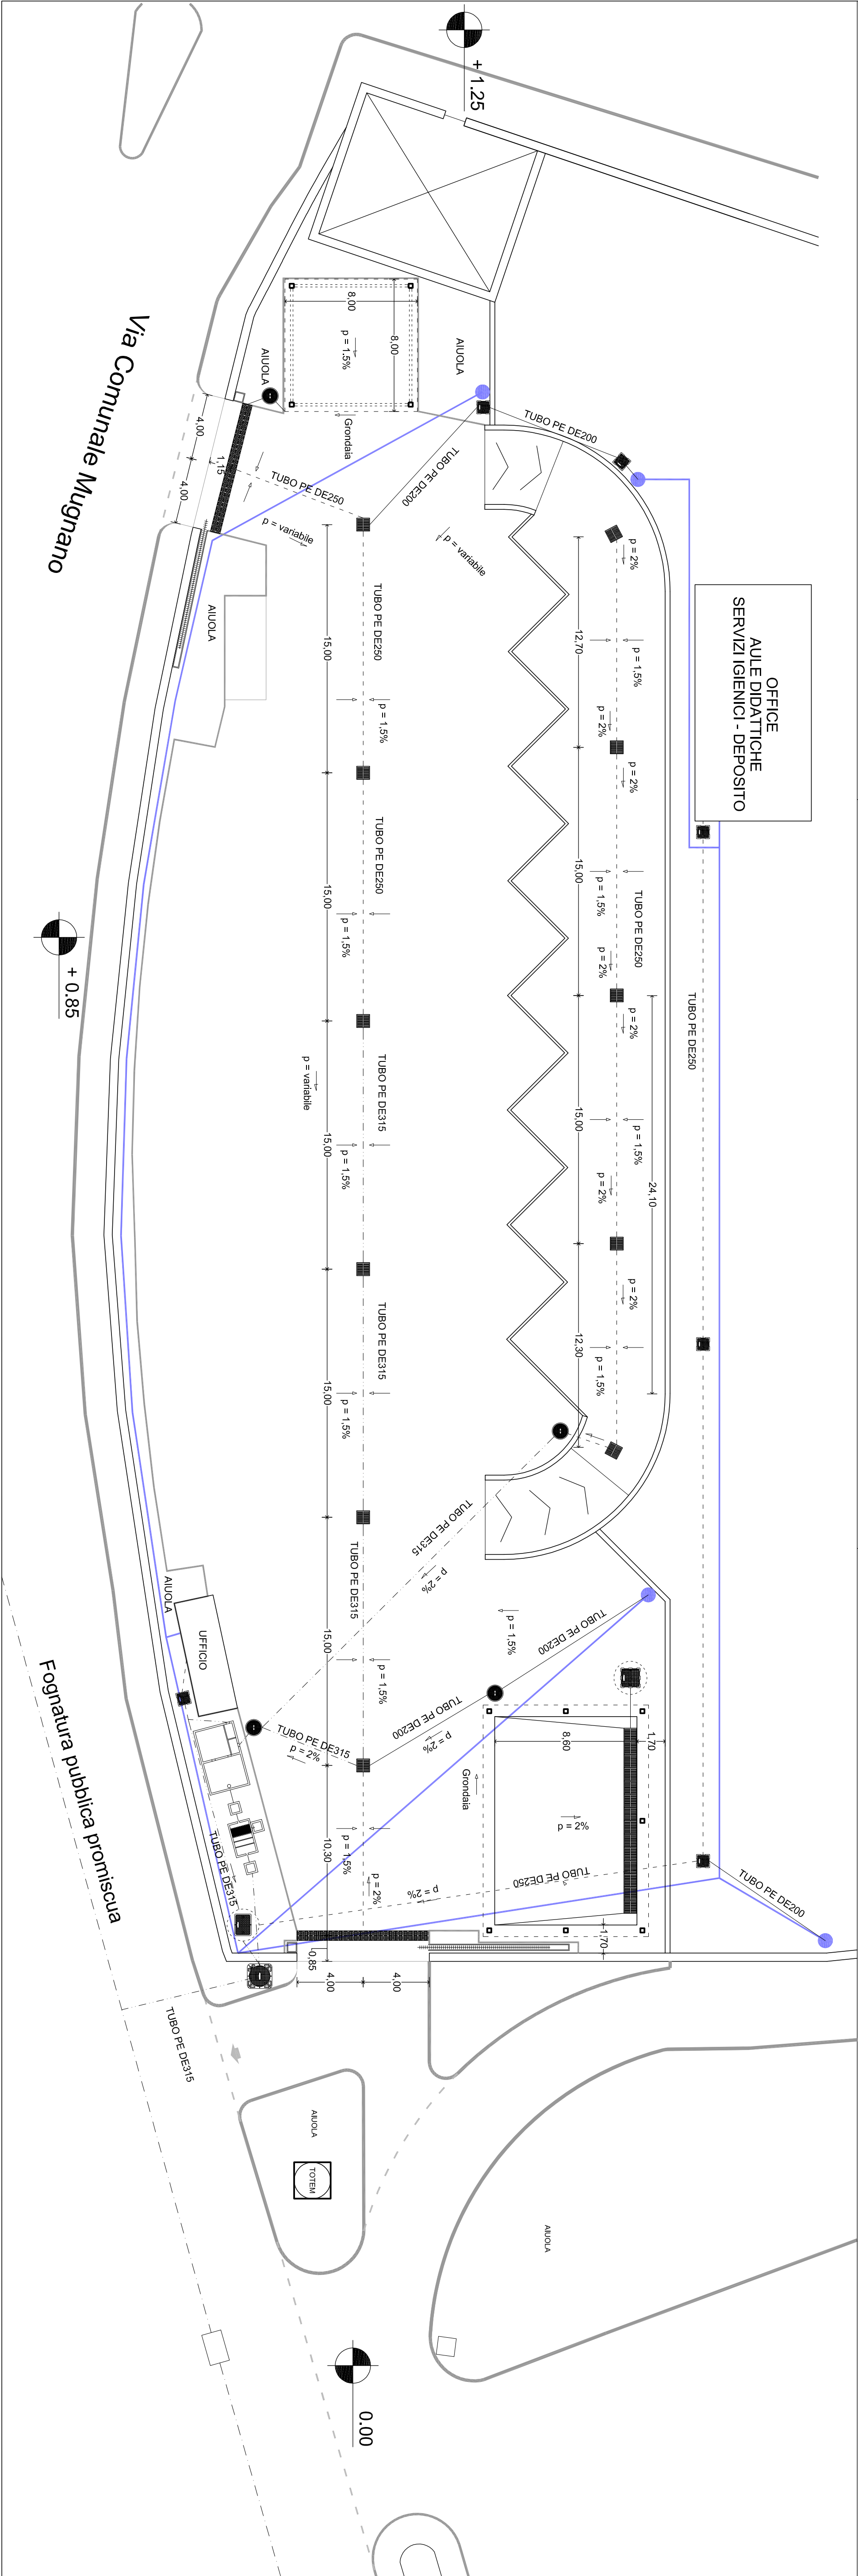 + 1.25
8,00
8,00
p = 1.5%
AIUOLA
AIUOLA
Grondaia
TUBO PE DE200
TUBO PE DE200
Via Comunale Mugnano
4,00
4,00
1,15
TUBO PE DE250
p = variabile
p = variabile
AIUOLA
OFFICE
AULE DIDATTICHE
SERVIZI IGIENICI - DEPOSITO
p = 2%
12,70
p = 1.5%
p = 2%
p = 2%
15,00
p = 1,5%
TUBO PE DE250
p = 2%
p = 2%
15,00
p = 1.5%
24,10
p = 2%
p = 2%
12,30
p = 1,5%
TUBO PE DE250
TUBO PE DE250
15,00
p = 1,5%
TUBO PE DE250
15,00
p = 1,5%
TUBO PE DE315
p = variabile
15,00
p = 1,5%
TUBO PE DE315
15,00
p = 1,5%
TUBO PE DE315
15,00
p = 1,5%
+ 0.85
TUBO PE DE315
p = 2%
p = 1,5%
TUBO PE DE200
TUBO PE DE200
p = 2%
AIUOLA
UFFICIO
TUBO PE DE315
p = 2%
8,60
1,70
Grondaia
p = 2%
TUBO PE DE250
p = 2%
TUBO PE DE200
10,30
p = 1,5%
p = 2%
1,70
TUBO PE DE315
0,85
4,00
4,00
Fognatura pubblica promiscua
TUBO PE DE315
AIUOLA
TOTEM
AIUOLA
0.00